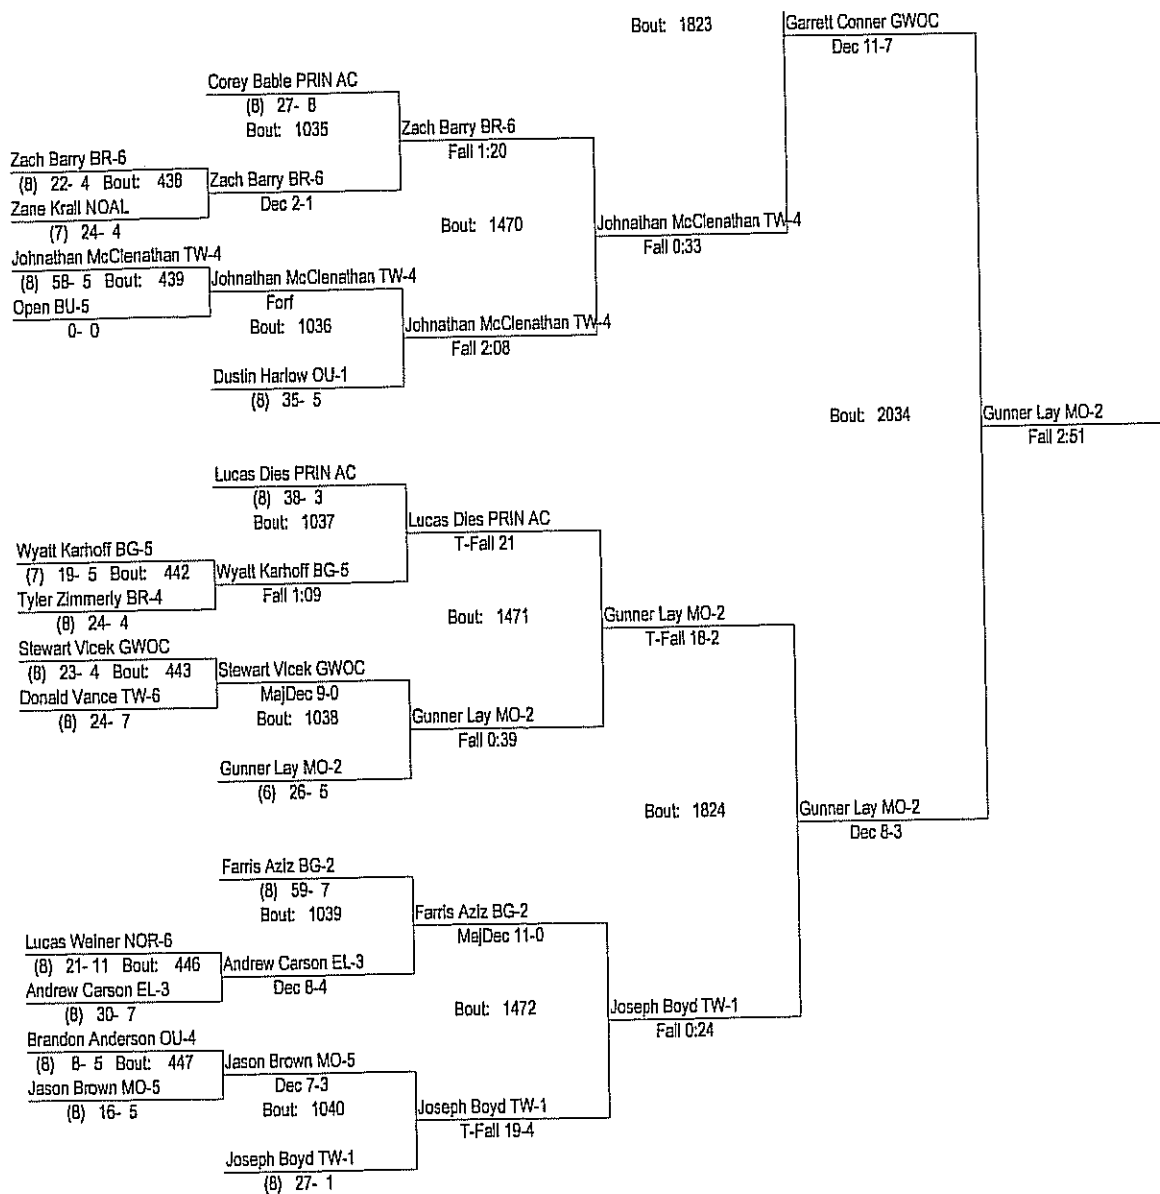 Bout: 1823
Garrett Conner GWOC
Dec 11-7
Corey Bable PRIN AC
(8) 27- 8
Bout: 1035
Zach Barry BR-6
Fall 1:20
Zach Barry BR-6
(8) 22- 4 Bout: 438
Zach Barry BR-6
Dec 2-1
Zane Krall NOAL
(7) 24- 4
Bout: 1470
Johnathan McClenathan TW-4
Fall 0:33
Johnathan McClenathan TW-4
(8) 58- 5 Bout: 439
Johnathan McClenathan TW-4
Forf
Open BU-5
0- 0
Bout: 1036
Johnathan McClenathan TW-4
Fall 2:08
Dustin Harlow OU-1
(8) 35- 5
Bout: 2034
Gunner Lay MO-2
Fall 2:51
Lucas Dies PRIN AC
(8) 38- 3
Bout: 1037
Lucas Dies PRIN AC
T-Fall 21
Wyatt Karhoff BG-5
(7) 19- 5 Bout: 442
Wyatt Karhoff BG-5
Fall 1:09
Tyler Zimmerly BR-4
(8) 24- 4
Bout: 1471
Gunner Lay MO-2
T-Fall 18-2
Stewart Vlcek GWOC
(8) 23- 4 Bout: 443
Stewart Vlcek GWOC
MajDec 9-0
Donald Vance TW-6
(8) 24- 7
Bout: 1038
Gunner Lay MO-2
Fall 0:39
Gunner Lay MO-2
(6) 26- 5
Bout: 1824
Gunner Lay MO-2
Dec 8-3
Farris Aziz BG-2
(8) 59- 7
Bout: 1039
Farris Aziz BG-2
MajDec 11-0
Lucas Weiner NOR-6
(8) 21- 11 Bout: 446
Andrew Carson EL-3
Dec 8-4
Andrew Carson EL-3
(8) 30- 7
Bout: 1472
Joseph Boyd TW-1
Fall 0:24
Brandon Anderson OU-4
(8) 8- 5 Bout: 447
Jason Brown MO-5
Dec 7-3
Jason Brown MO-5
(8) 16- 5
Bout: 1040
Joseph Boyd TW-1
T-Fall 19-4
Joseph Boyd TW-1
(8) 27- 1